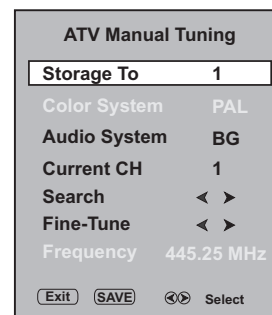 ATV Manual Tuning
Storage To 1
Color System PAL
Audio System BG
Current CH 1
Search
Fine-Tune
Frequency 445.25 MHz
Exit SAVE Select